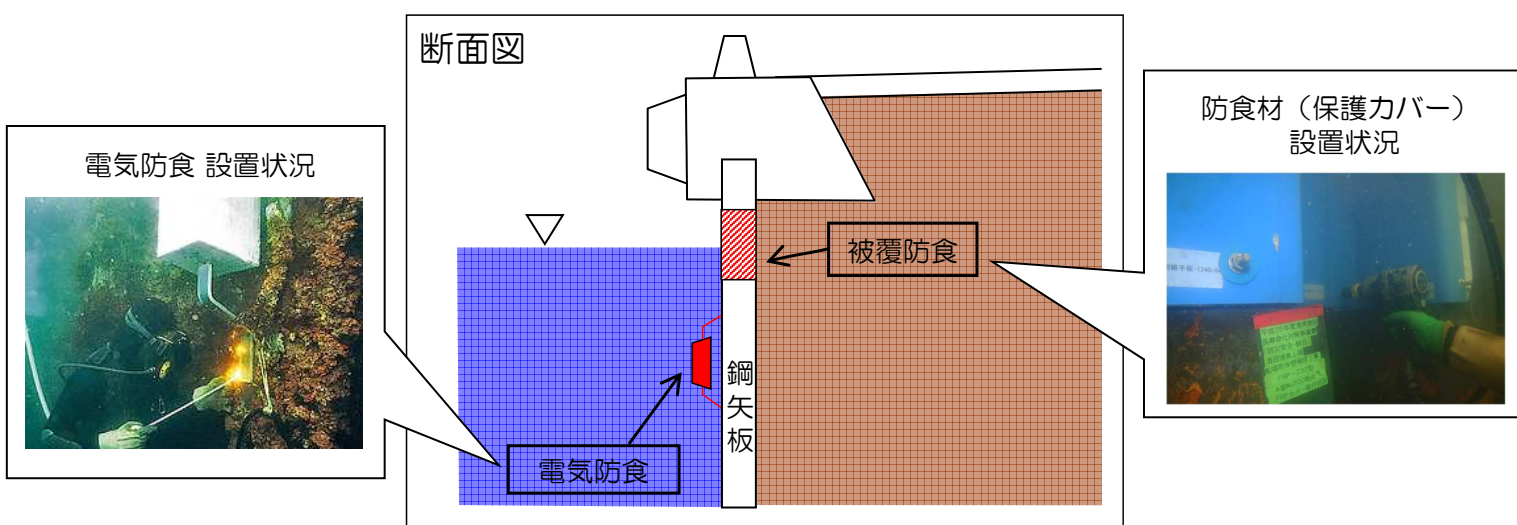 断面図
電気防食 設置状況
防食材（保護カバー）
設置状況
被覆防食
鋼矢板
電気防食